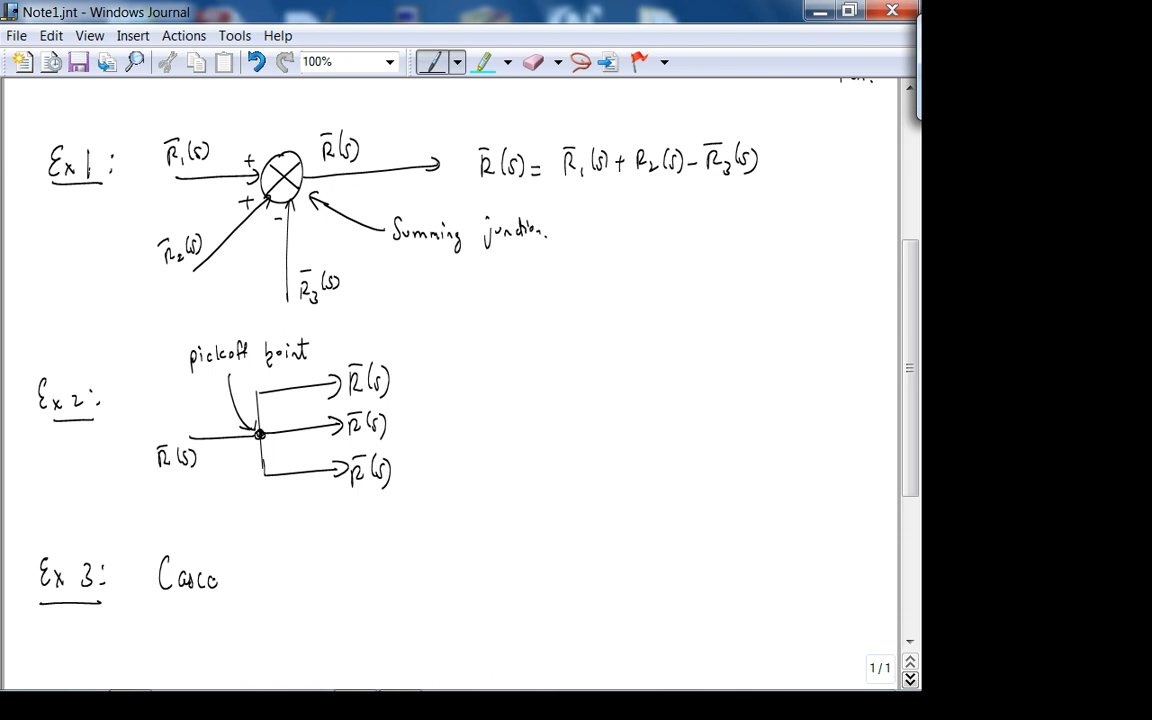 Note1.jnt - Windows Journal
File Edit View Insert Actions Tools Help
100%
Ex 1: R̄₁(s) + R̄(s) R̄(s) = R̄₁(s) + R₂(s) - R̄₃(s)
+ -
R̄₂(s) Summing junction.
R̄₃(s)
pickoff point
R̄(s)
Ex 2: R̄(s)
R̄(s) R̄(s)
Ex 3: Casca
1 / 1